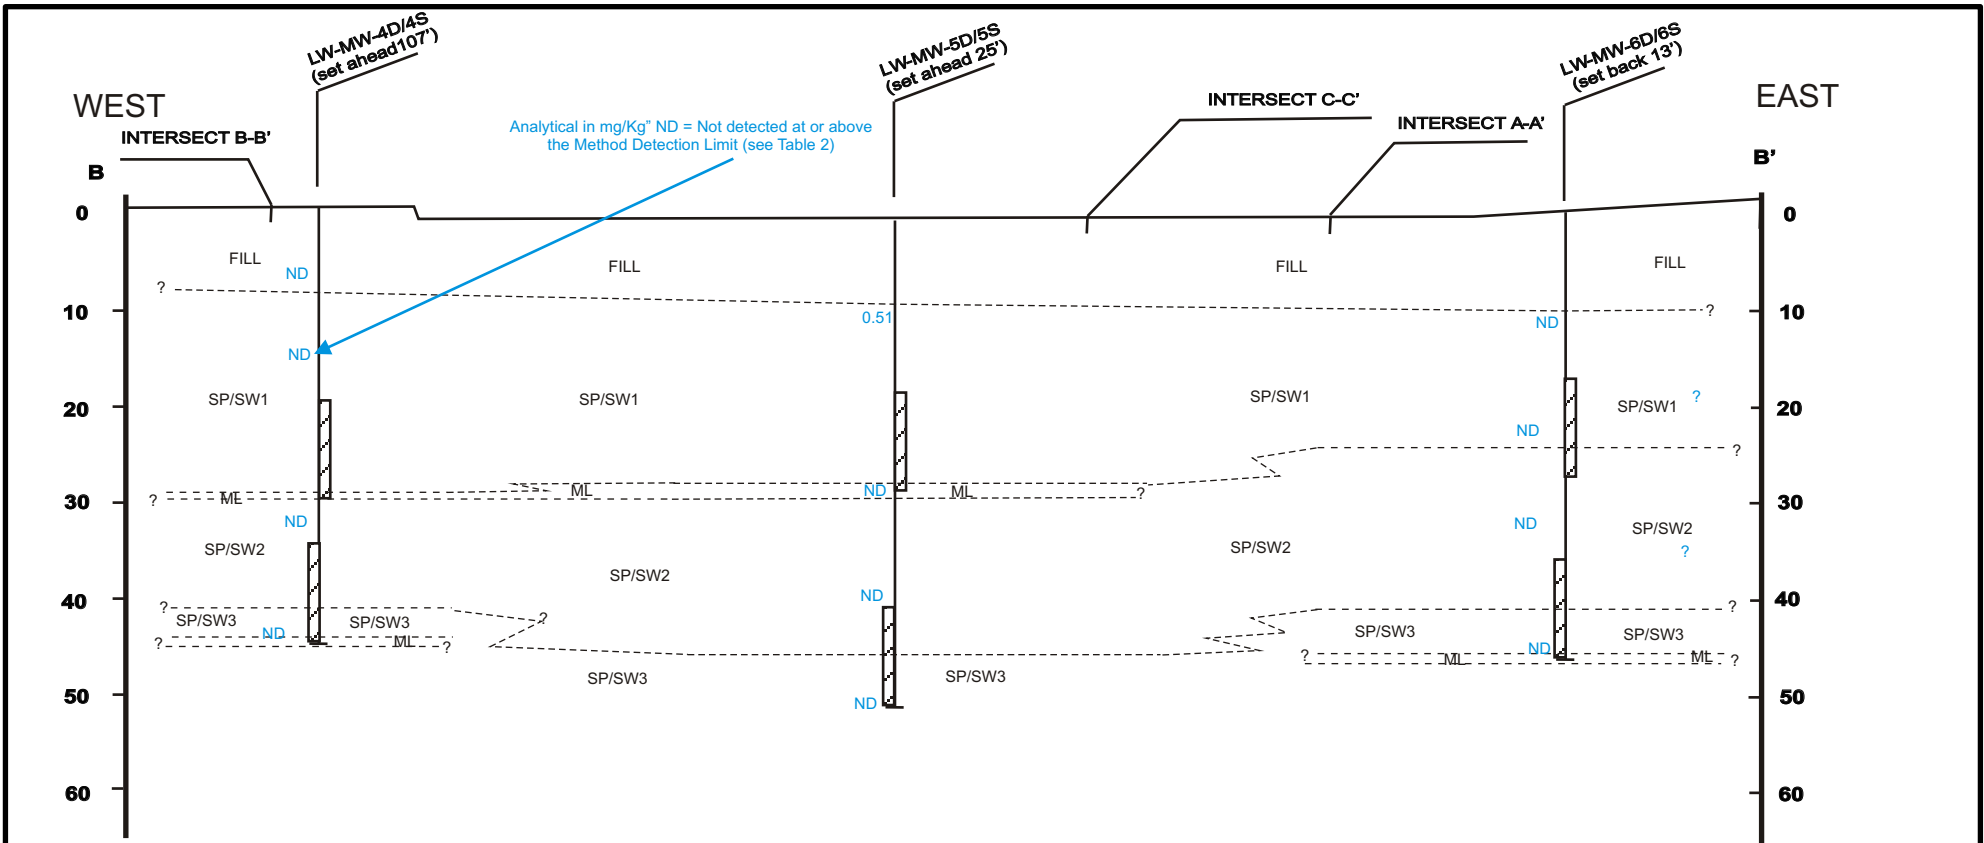 LW-MW-4D/4S
(set ahead107')
LW-MW-5D/5S
(set ahead 25')
LW-MW-6D/6S
(set back 13')
WEST
EAST
INTERSECT B-B'
INTERSECT C-C'
INTERSECT A-A'
Analytical in mg/Kg" ND = Not detected at or above
the Method Detection Limit (see Table 2)
B
B'
0
0
FILL
ND
FILL
FILL
FILL
?
10
?
10
0.51
ND
ND
SP/SW1
SP/SW1
SP/SW1
SP/SW1
?
20
20
ND
?
?
ML
ML
ND
ML
?
30
30
ND
ND
SP/SW2
SP/SW2
SP/SW2
SP/SW2
?
ND
40
?
?
?
40
SP/SW3
ND
SP/SW3
SP/SW3
SP/SW3
?
ML
?
ND
?
ML
ML
?
SP/SW3
SP/SW3
50
ND
50
60
60